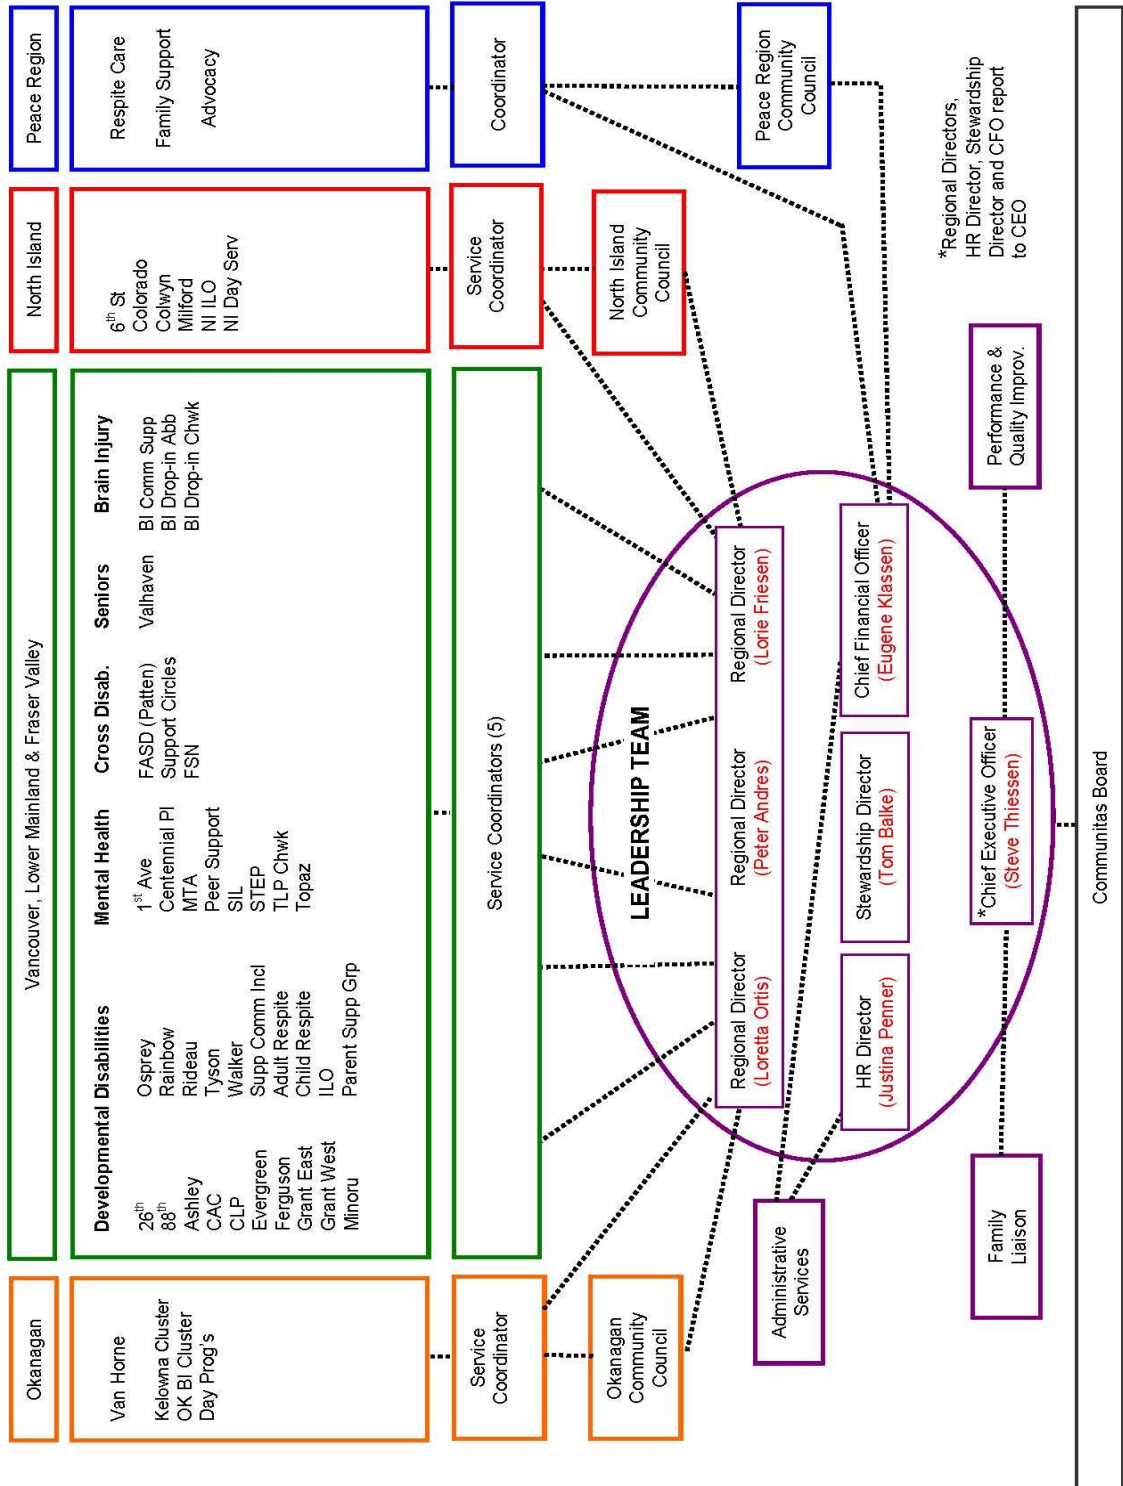 Okanagan
Vancouver, Lower Mainland & Fraser Valley
North Island
Peace Region
Van Horne
Kelowna Cluster
OK BI Cluster
Day Prog's
Developmental Disabilities
26th
88th
Ashley
CAC
CLP
Evergreen
Ferguson
Grant East
Grant West
Minoru
Osprey
Rainbow
Rideau
Tyson
Walker
Supp Comm Incl
Adult Respite
Child Respite
ILO
Parent Supp Grp
Mental Health
1st Ave
Centennial Pl
MTA
Peer Support
SIL
STEP
TLP Chwk
Topaz
Cross Disab.
FASD (Patten)
Support Circles
FSN
Seniors
Valhaven
Brain Injury
BI Comm Supp
BI Drop-in Abb
BI Drop-in Chwk
6th St
Colorado
Colwyn
Milford
NI ILO
NI Day Serv
Respite Care
Family Support
Advocacy
Service
Coordinator
Service Coordinators (5)
Service
Coordinator
Coordinator
Okanagan
Community
Council
North Island
Community
Council
Peace Region
Community
Council
LEADERSHIP TEAM
Regional Director
(Loretta Ortis)
Regional Director
(Peter Andres)
Regional Director
(Lorie Friesen)
Administrative
Services
HR Director
(Justina Penner)
Stewardship Director
(Tom Balke)
Chief Financial Officer
(Eugene Klassen)
*Regional Directors,
HR Director, Stewardship
Director and CFO report
to CEO
Family
Liaison
*Chief Executive Officer
(Steve Thiessen)
Performance &
Quality Improv.
Communitas Board